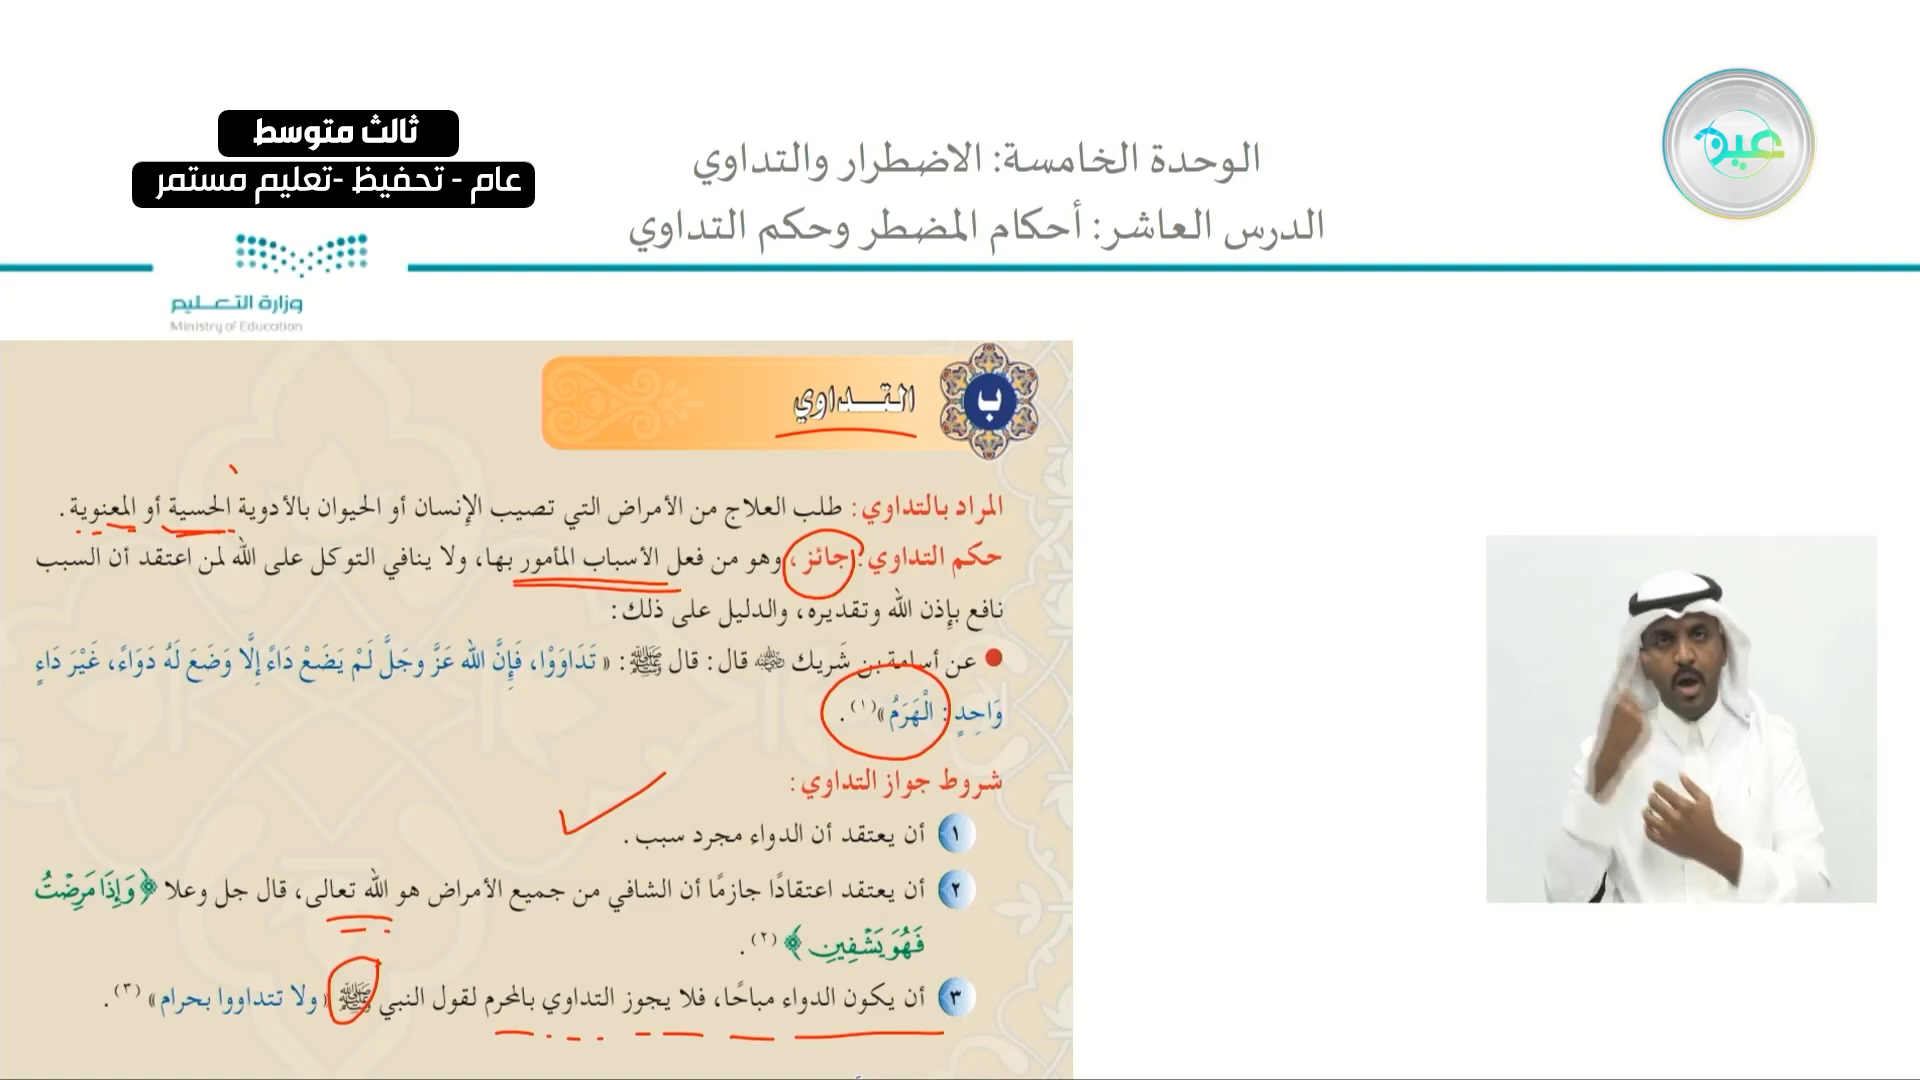 ثالث متوسط
عام - تحفيظ -تعليم مستمر
الوحدة الخامسة: الاضطرار والتداوي
الدرس العاشر: أحكام المضطر وحكم التداوي
عين
وزارة التعليم
Ministry of Education
ب
التداوي
المراد بالتداوي: طلب العلاج من الأمراض التي تصيب الإنسان أو الحيوان بالأدوية الحسية أو المعنوية.
حكم التداوي: جائز، وهو من فعل الأسباب المأمور بها، ولا ينافي التوكل على الله لمن اعتقد أن السبب
نافع بإذن الله وتقديره، والدليل على ذلك:
● عن أسامة بن شَريك رضي الله عنه قال: قال ﷺ: «تَدَاوَوْا، فَإِنَّ الله عَزَّ وجَلَّ لَمْ يَضَعْ دَاءً إِلَّا وَضَعَ لَهُ دَوَاءً، غَيْرَ دَاءٍ
وَاحِدٍ: الْهَرَمُ»(١).
شروط جواز التداوي:
١ أن يعتقد أن الدواء مجرد سبب.
٢ أن يعتقد اعتقادًا جازمًا أن الشافي من جميع الأمراض هو الله تعالى، قال جل وعلا ﴿وَإِذَا مَرِضْتُ
فَهُوَ يَشْفِينِ﴾(٢).
٣ أن يكون الدواء مباحًا، فلا يجوز التداوي بالمحرم لقول النبي ﷺ «ولا تتداووا بحرام»(٣).